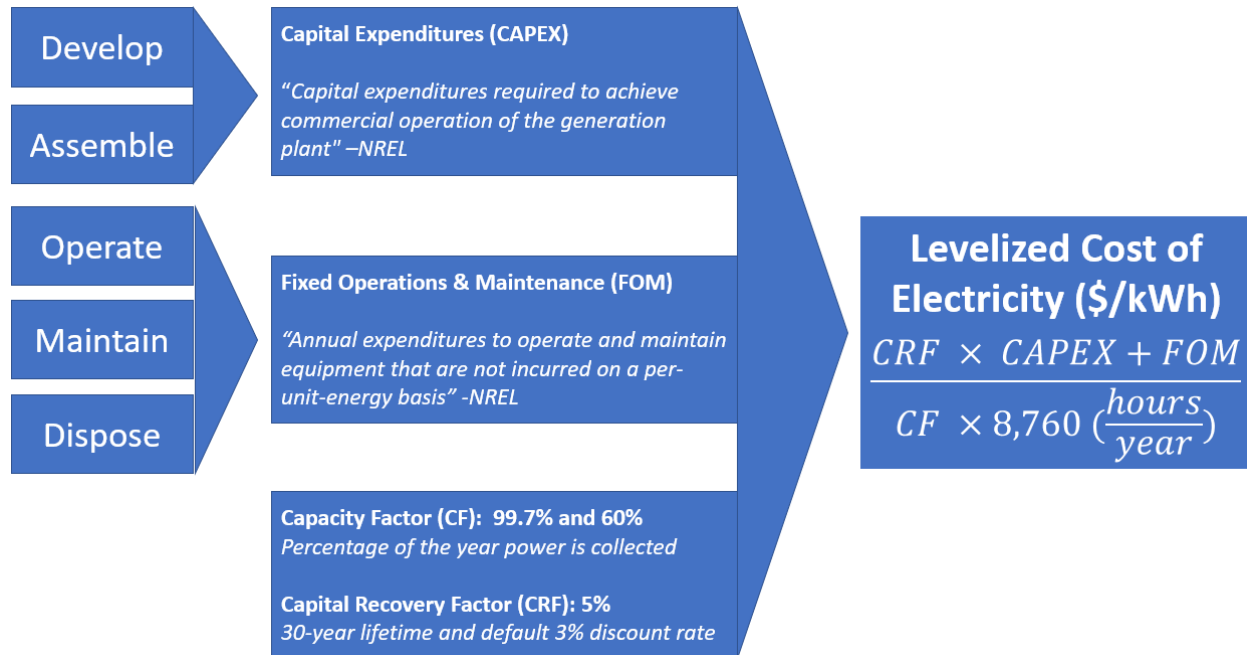 Develop
Assemble
Operate
Maintain
Dispose
Capital Expenditures (CAPEX)
“Capital expenditures required to achieve
commercial operation of the generation
plant" –NREL
Fixed Operations & Maintenance (FOM)
“Annual expenditures to operate and maintain
equipment that are not incurred on a per-
unit-energy basis” -NREL
Capacity Factor (CF):  99.7% and 60%
Percentage of the year power is collected
Capital Recovery Factor (CRF): 5%
30-year lifetime and default 3% discount rate
Levelized Cost of
Electricity ($/kWh)
CRF × CAPEX + FOM
CF × 8,760 (hours/year)